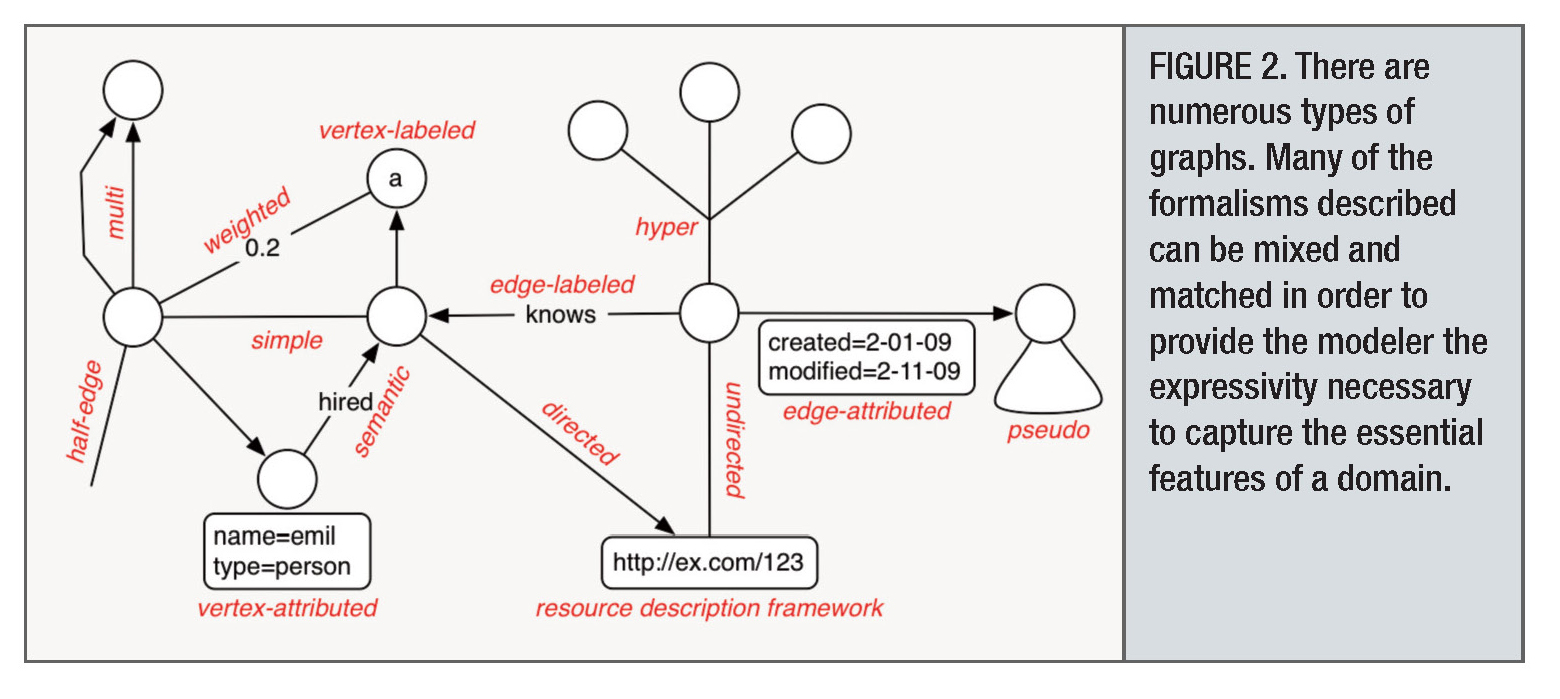 vertex-labeled
a
multi
weighted
0.2
hyper
edge-labeled
knows
simple
created=2-01-09
modified=2-11-09
edge-attributed
half-edge
hired
semantic
directed
undirected
pseudo
name=emil
type=person
vertex-attributed
http://ex.com/123
resource description framework
FIGURE 2. There are
numerous types of
graphs. Many of the
formalisms described
can be mixed and
matched in order to
provide the modeler the
expressivity necessary
to capture the essential
features of a domain.